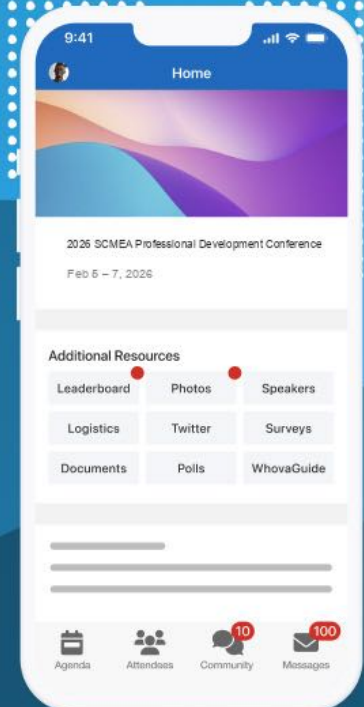 9:41
Home
2026 SCMEA Professional Development Conference
Feb 5 – 7, 2026
Additional Resources
Leaderboard Photos Speakers
Logistics Twitter Surveys
Documents Polls WhovaGuide
10 100
Agenda Attendees Community Messages